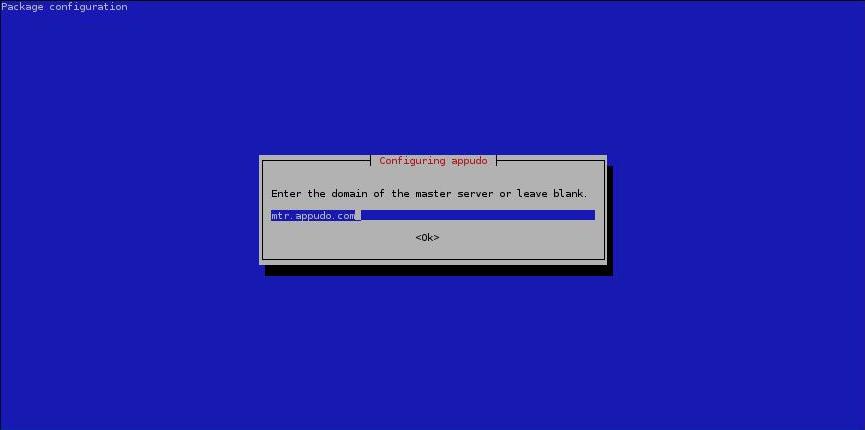 Package configuration
Configuring appudo
Enter the domain of the master server or leave blank.
mtr.appudo.com
<Ok>